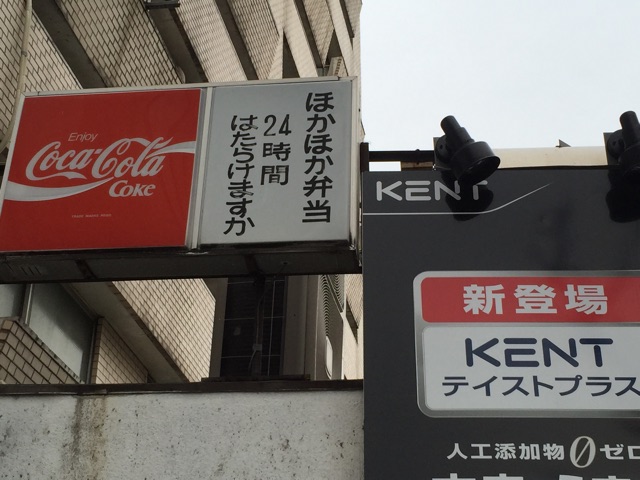 Enjoy
Coca-Cola
COKE
ほかほか弁当
24時間
はたらけますか
KENT
新登場
KENT
テイストプラス
人工添加物0ゼロ